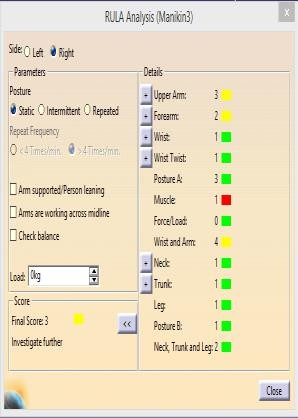 RULA Analysis (Manikin3)
x
Side: Left Right
Parameters
Posture
Static Intermittent Repeated
Repeat Frequency
< 4 Times/min. > 4 Times/min.
Arm supported/Person leaning
Arms are working across midline
Check balance
Load: 0kg
Score
Final Score: 3
<<
Investigate further
Details
+ Upper Arm: 3
+ Forearm: 2
+ Wrist: 1
+ Wrist Twist: 1
Posture A: 3
Muscle: 1
Force/Load: 0
Wrist and Arm: 4
+ Neck: 1
+ Trunk: 1
Leg: 1
Posture B: 1
Neck, Trunk and Leg: 2
Close